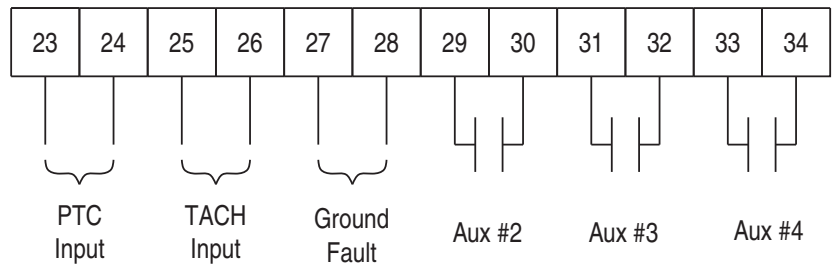 23 24 25 26 27 28 29 30 31 32 33 34
PTC
Input
TACH
Input
Ground
Fault
Aux #2
Aux #3
Aux #4